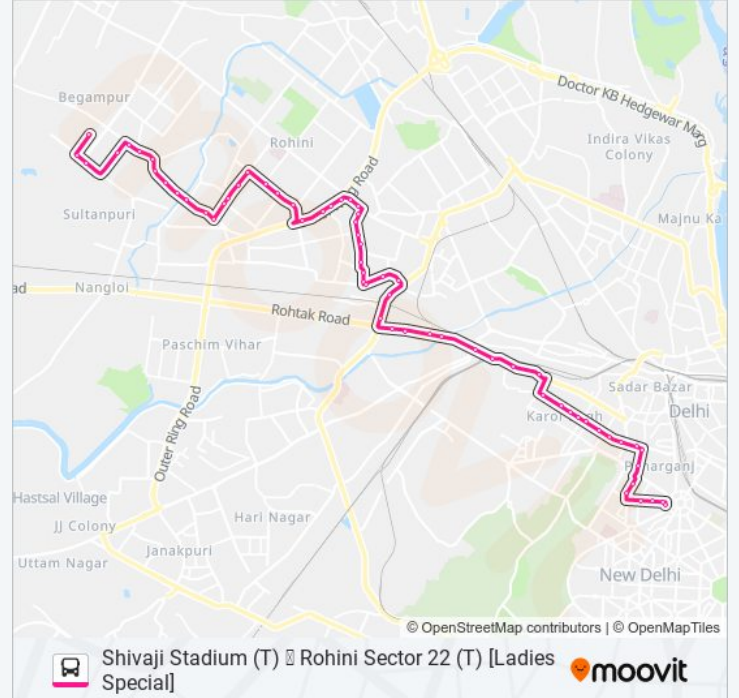 Begampur
Doctor KB Hedgewar Marg
Rohini
Indira Vikas
Colony
g Road
Sultanpuri
Majnu Ka
ad
Nangloi
Rohtak Road
Paschim Vihar
Sadar Bazar
Delhi
Karol Bagh
Paharganj
Outer Ring Road
Hastsal Village
JJ Colony
Hari Nagar
Janakpuri
Uttam Nagar
New Delhi
© OpenStreetMap contributors | © OpenMapTiles
Shivaji Stadium (T) Rohini Sector 22 (T) [Ladies
Special]
moovit